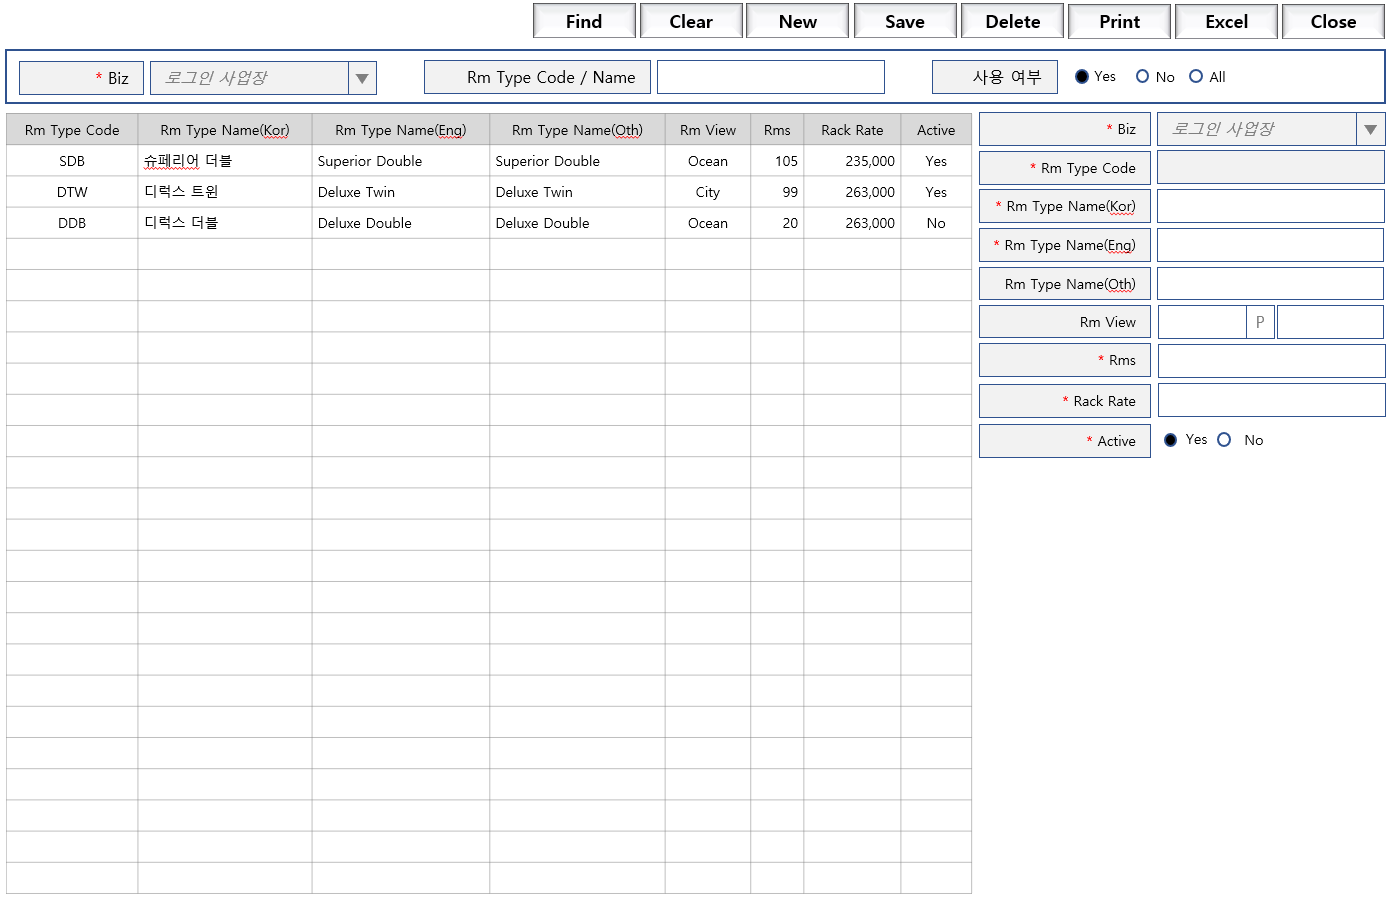 Find Clear New Save Delete Print Excel Close
* Biz 로그인 사업장 Rm Type Code / Name 사용 여부 Yes No All
Rm Type Code Rm Type Name(Kor) Rm Type Name(Eng) Rm Type Name(Oth) Rm View Rms Rack Rate Active
SDB 슈페리어 더블 Superior Double Superior Double Ocean 105 235,000 Yes
DTW 디럭스 트윈 Deluxe Twin Deluxe Twin City 99 263,000 Yes
DDB 디럭스 더블 Deluxe Double Deluxe Double Ocean 20 263,000 No
* Biz 로그인 사업장
* Rm Type Code
* Rm Type Name(Kor)
* Rm Type Name(Eng)
Rm Type Name(Oth)
Rm View P
* Rms
* Rack Rate
* Active Yes No